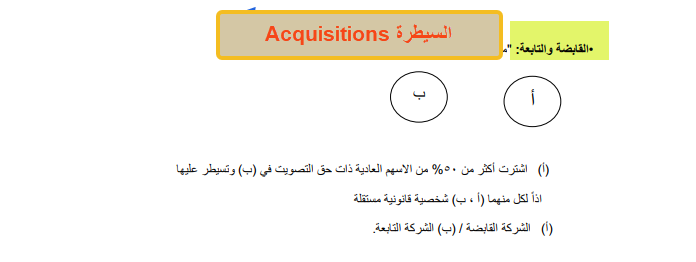 السيطرة Acquisitions
•القابضة والتابعة: "م
أ
ب
(أ) اشترت أكثر من ٥٠% من الاسهم العادية ذات حق التصويت في (ب) وتسيطر عليها
اذاً لكل منهما (أ ، ب) شخصية قانونية مستقلة
(أ) الشركة القابضة / (ب) الشركة التابعة.